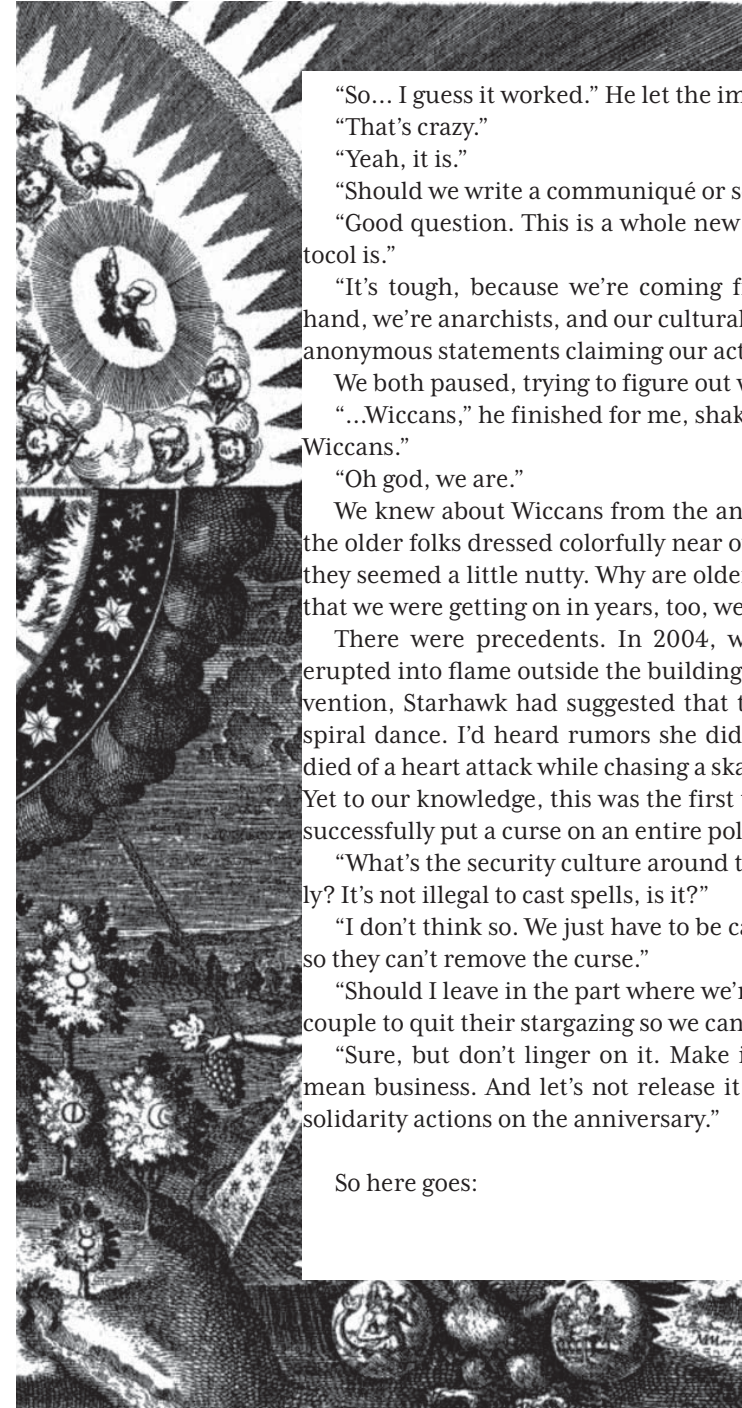 “So… I guess it worked.” He let the im
“That’s crazy.”
“Yeah, it is.”
“Should we write a communiqué or s
“Good question. This is a whole new
tocol is.”
“It’s tough, because we’re coming f
hand, we’re anarchists, and our cultural
anonymous statements claiming our act
We both paused, trying to figure out w
“…Wiccans,” he finished for me, shak
Wiccans.”
“Oh god, we are.”
We knew about Wiccans from the an
the older folks dressed colorfully near o
they seemed a little nutty. Why are older
that we were getting on in years, too, we
There were precedents. In 2004, w
erupted into flame outside the building
vention, Starhawk had suggested that t
spiral dance. I’d heard rumors she did
died of a heart attack while chasing a ska
Yet to our knowledge, this was the first
successfully put a curse on an entire pol
“What’s the security culture around t
ly? It’s not illegal to cast spells, is it?”
“I don’t think so. We just have to be ca
so they can’t remove the curse.”
“Should I leave in the part where we’r
couple to quit their stargazing so we can
“Sure, but don’t linger on it. Make i
mean business. And let’s not release it
solidarity actions on the anniversary.”
So here goes: